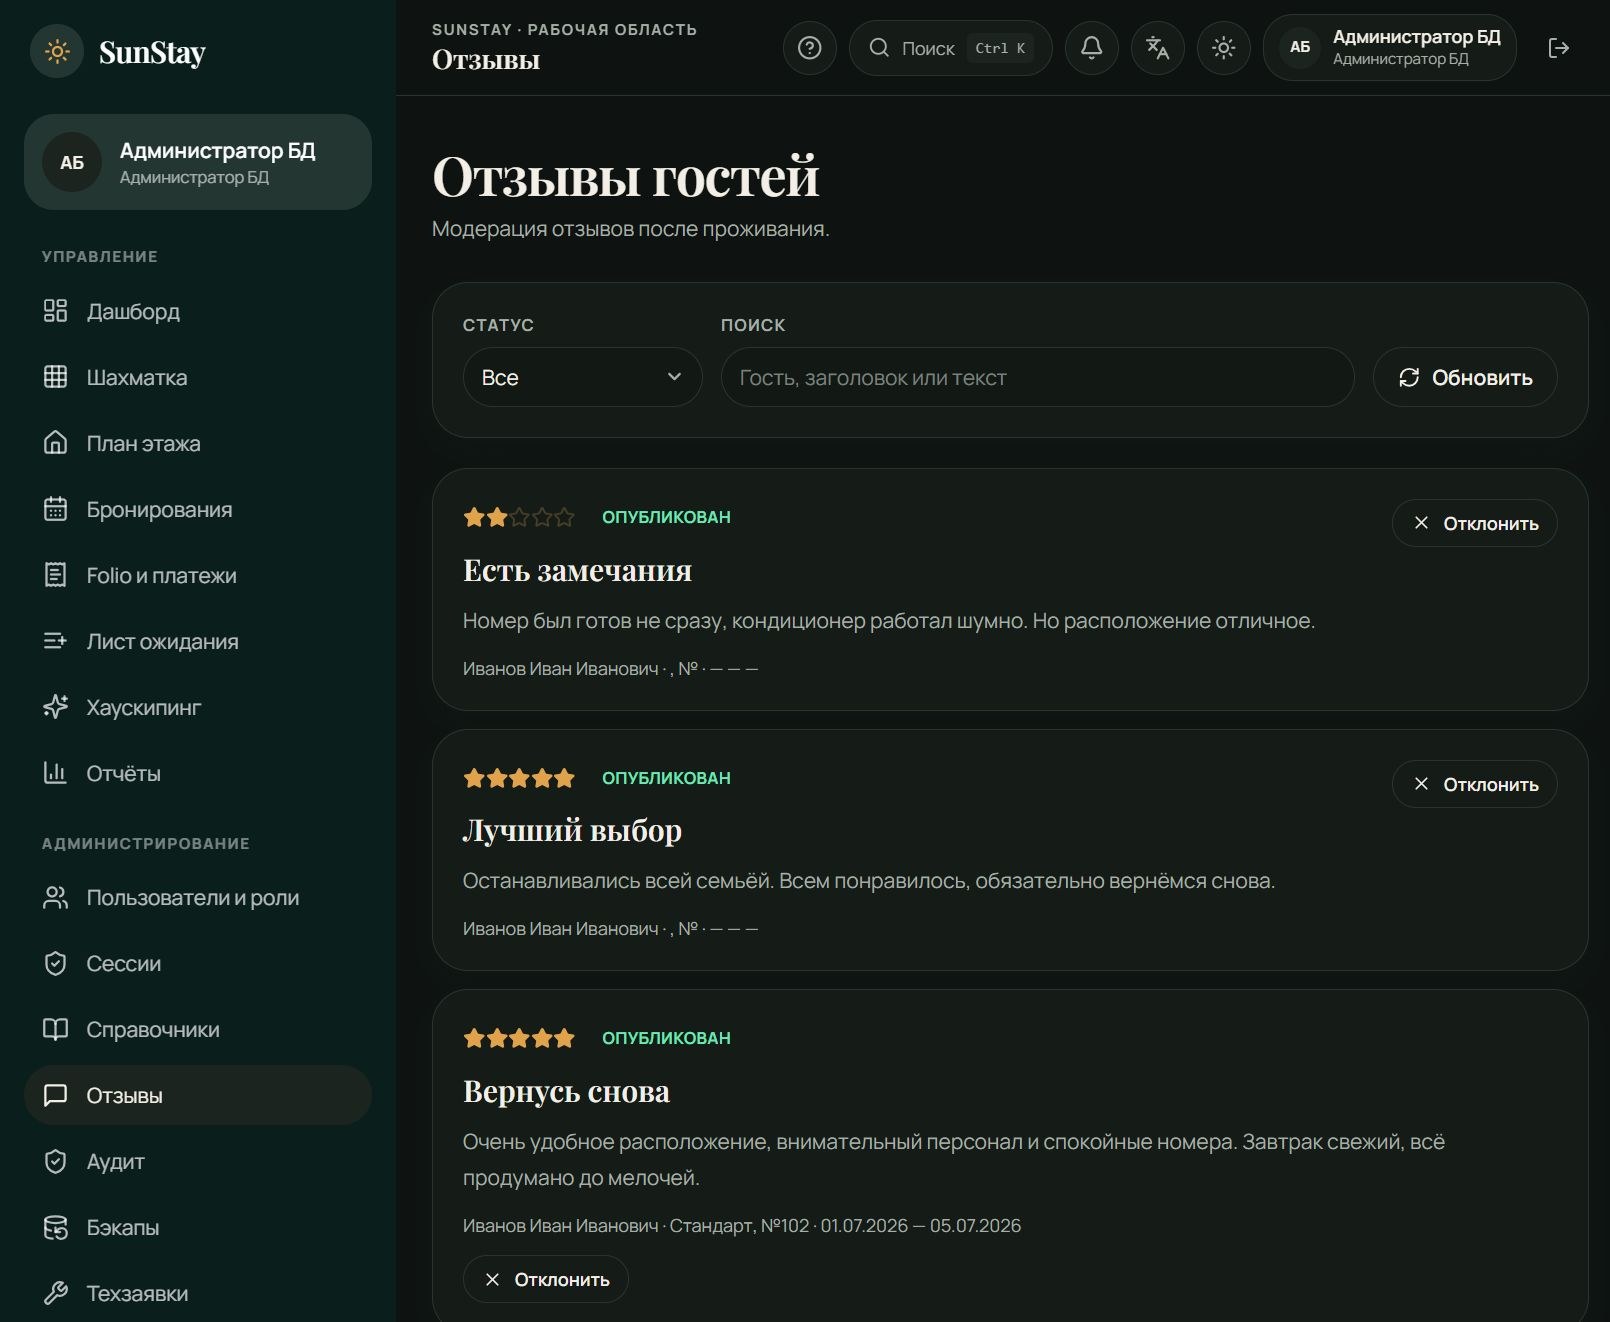 SunStay
АБ
Администратор БД
Администратор БД
УПРАВЛЕНИЕ
Дашборд
Шахматка
План этажа
Бронирования
Folio и платежи
Лист ожидания
Хаускипинг
Отчёты
АДМИНИСТРИРОВАНИЕ
Пользователи и роли
Сессии
Справочники
Отзывы
Аудит
Бэкапы
Техзаявки
SUNSTAY · РАБОЧАЯ ОБЛАСТЬ
Отзывы
Поиск Ctrl K
АБ
Администратор БД
Администратор БД
Отзывы гостей
Модерация отзывов после проживания.
СТАТУС
Все
ПОИСК
Гость, заголовок или текст
Обновить
ОПУБЛИКОВАН
Отклонить
Есть замечания
Номер был готов не сразу, кондиционер работал шумно. Но расположение отличное.
Иванов Иван Иванович · , № · — — —
ОПУБЛИКОВАН
Отклонить
Лучший выбор
Останавливались всей семьёй. Всем понравилось, обязательно вернёмся снова.
Иванов Иван Иванович · , № · — — —
ОПУБЛИКОВАН
Вернусь снова
Очень удобное расположение, внимательный персонал и спокойные номера. Завтрак свежий, всё
продумано до мелочей.
Иванов Иван Иванович · Стандарт, №102 · 01.07.2026 — 05.07.2026
Отклонить